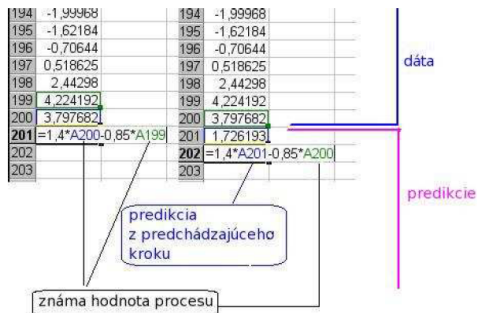 194 -1,99968 194 -1,99968
195 -1,62184 195 -1,62184
196 -0,70644 196 -0,70644
197 0,518625 197 0,518625
198 2,44298 198 2,44298
199 4,224192 199 4,224192
200 3,797682 200 3,797682
201 =1,4*A200-0,85*A199 201 1,726193
202 202 =1,4*A201-0,85*A200
203 203
dáta
predikcie
predikcia
z predchádzajúceho
kroku
známa hodnota procesu